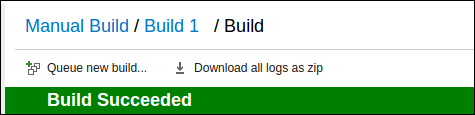 Manual Build / Build 1 / Build
Queue new build... Download all logs as zip
Build Succeeded